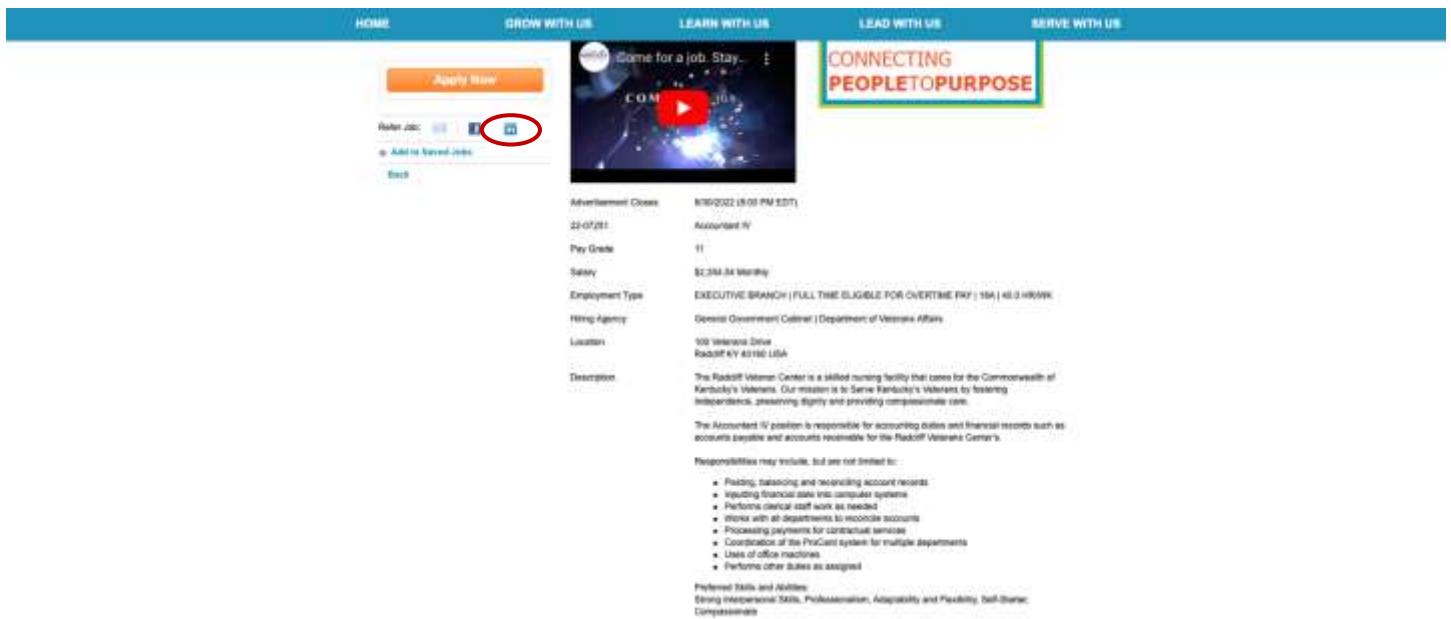 HOME GROW WITH US LEARN WITH US LEAD WITH US SERVE WITH US
Apply Now
Refer Job:
Add to Saved Jobs
Back
Come for a job. Stay...
CONNECTING
PEOPLETOPURPOSE
Advertisement Closes (8:00 PM EDT)
22-07251 Accountant IV
Pay Grade 11
Salary Monthly
Employment Type EXECUTIVE BRANCH | FULL TIME ELIGIBLE FOR OVERTIME PAY | 18A | 40.0 HR/WK
Hiring Agency General Government Cabinet | Department of Veterans Affairs
Location 100 Veterans Drive
Radcliff KY 40160 USA
Description The Radcliff Veteran Center is a skilled nursing facility that cares for the Commonwealth of
Kentucky's Veterans. Our mission is to Serve Kentucky's Veterans by fostering
independence, preserving dignity and providing compassionate care.
The Accountant IV position is responsible for accounting duties and financial records such as
accounts payable and accounts receivable for the Radcliff Veterans Center's.
Responsibilities may include, but are not limited to:
Posting, balancing and reconciling account records
Inputting financial data into computer systems
Performs clerical staff work as needed
Works with all departments to reconcile accounts
Processing payments for contractual services
Coordination of the ProCard system for multiple departments
Uses of office machines
Performs other duties as assigned
Preferred Skills and Abilities:
Strong Interpersonal Skills, Professionalism, Adaptability and Flexibility, Self-Starter,
Compassionate